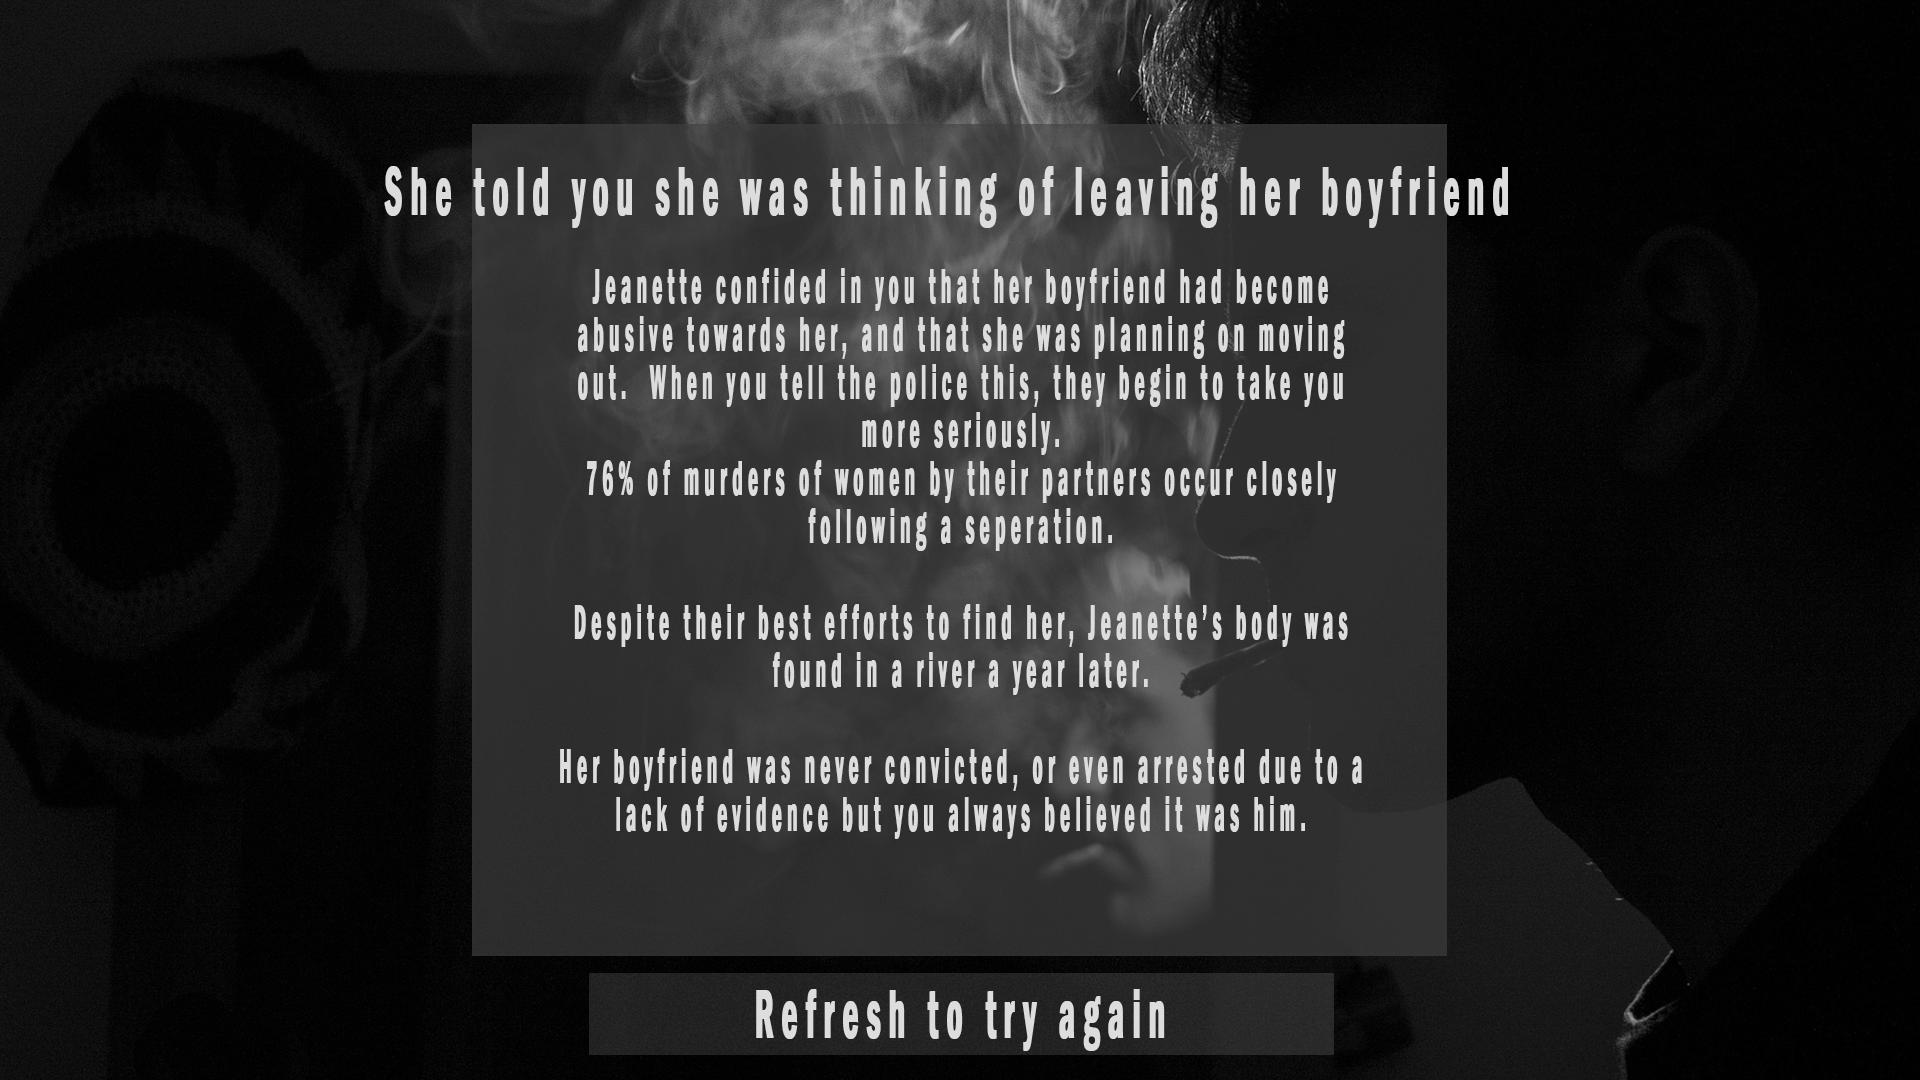 She told you she was thinking of leaving her boyfriend
Jeanette confided in you that her boyfriend had become
abusive towards her, and that she was planning on moving
out.  When you tell the police this, they begin to take you
more seriously.
76% of murders of women by their partners occur closely
following a seperation.
Despite their best efforts to find her, Jeanette's body was
found in a river a year later.
Her boyfriend was never convicted, or even arrested due to a
lack of evidence but you always believed it was him.
Refresh to try again